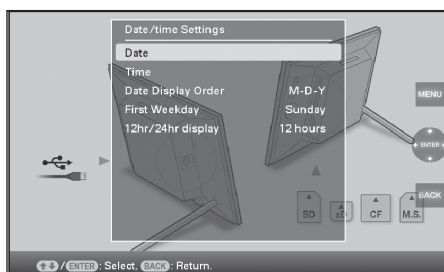 Date/time Settings
Date
Time
Date Display Order M-D-Y
First Weekday Sunday
12hr/24hr display 12 hours
MENU
ENTER
BACK
SD xD CF M.S.
/ENTER: Select, BACK: Return.